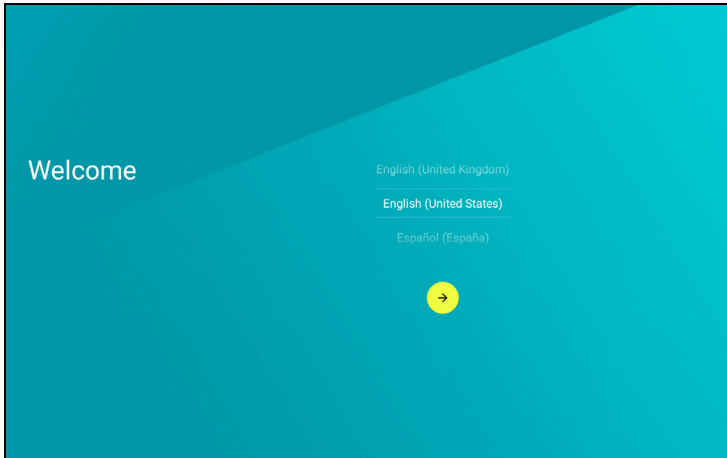 Welcome
English (United Kingdom)
English (United States)
Español (España)